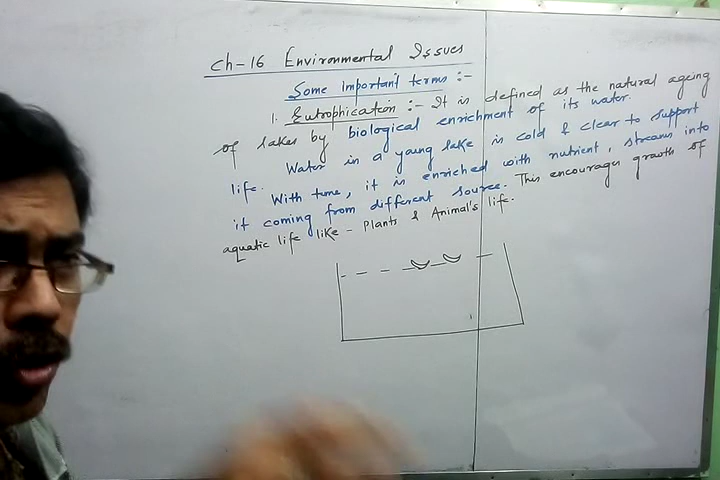 Ch-16 Environmental Issues
Some Important terms :-
1. Eutrophication :- It is defined as the natural ageing
of lakes by biological enrichment of its water.
Water in a young lake is cold & clear to support
life. With time, it is enriched with nutrient, streams into
it coming from different source. This encourages growth of
aquatic life like - Plants & Animal's life.